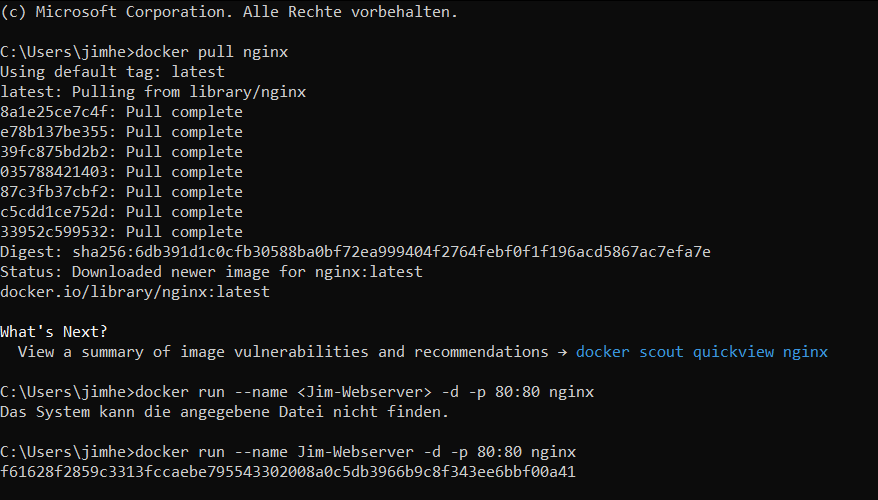 (c) Microsoft Corporation. Alle Rechte vorbehalten.
C:\Users\jimhe>docker pull nginx
Using default tag: latest
latest: Pulling from library/nginx
8a1e25ce7c4f: Pull complete
e78b137be355: Pull complete
39fc875bd2b2: Pull complete
035788421403: Pull complete
87c3fb37cbf2: Pull complete
c5cdd1ce752d: Pull complete
33952c599532: Pull complete
Digest: sha256:6db391d1c0cfb30588ba0bf72ea999404f2764febf0f1f196acd5867ac7efa7e
Status: Downloaded newer image for nginx:latest
docker.io/library/nginx:latest
What's Next?
View a summary of image vulnerabilities and recommendations → docker scout quickview nginx
C:\Users\jimhe>docker run --name <Jim-Webserver> -d -p 80:80 nginx
Das System kann die angegebene Datei nicht finden.
C:\Users\jimhe>docker run --name Jim-Webserver -d -p 80:80 nginx
f61628f2859c3313fccaebe795543302008a0c5db3966b9c8f343ee6bbf00a41